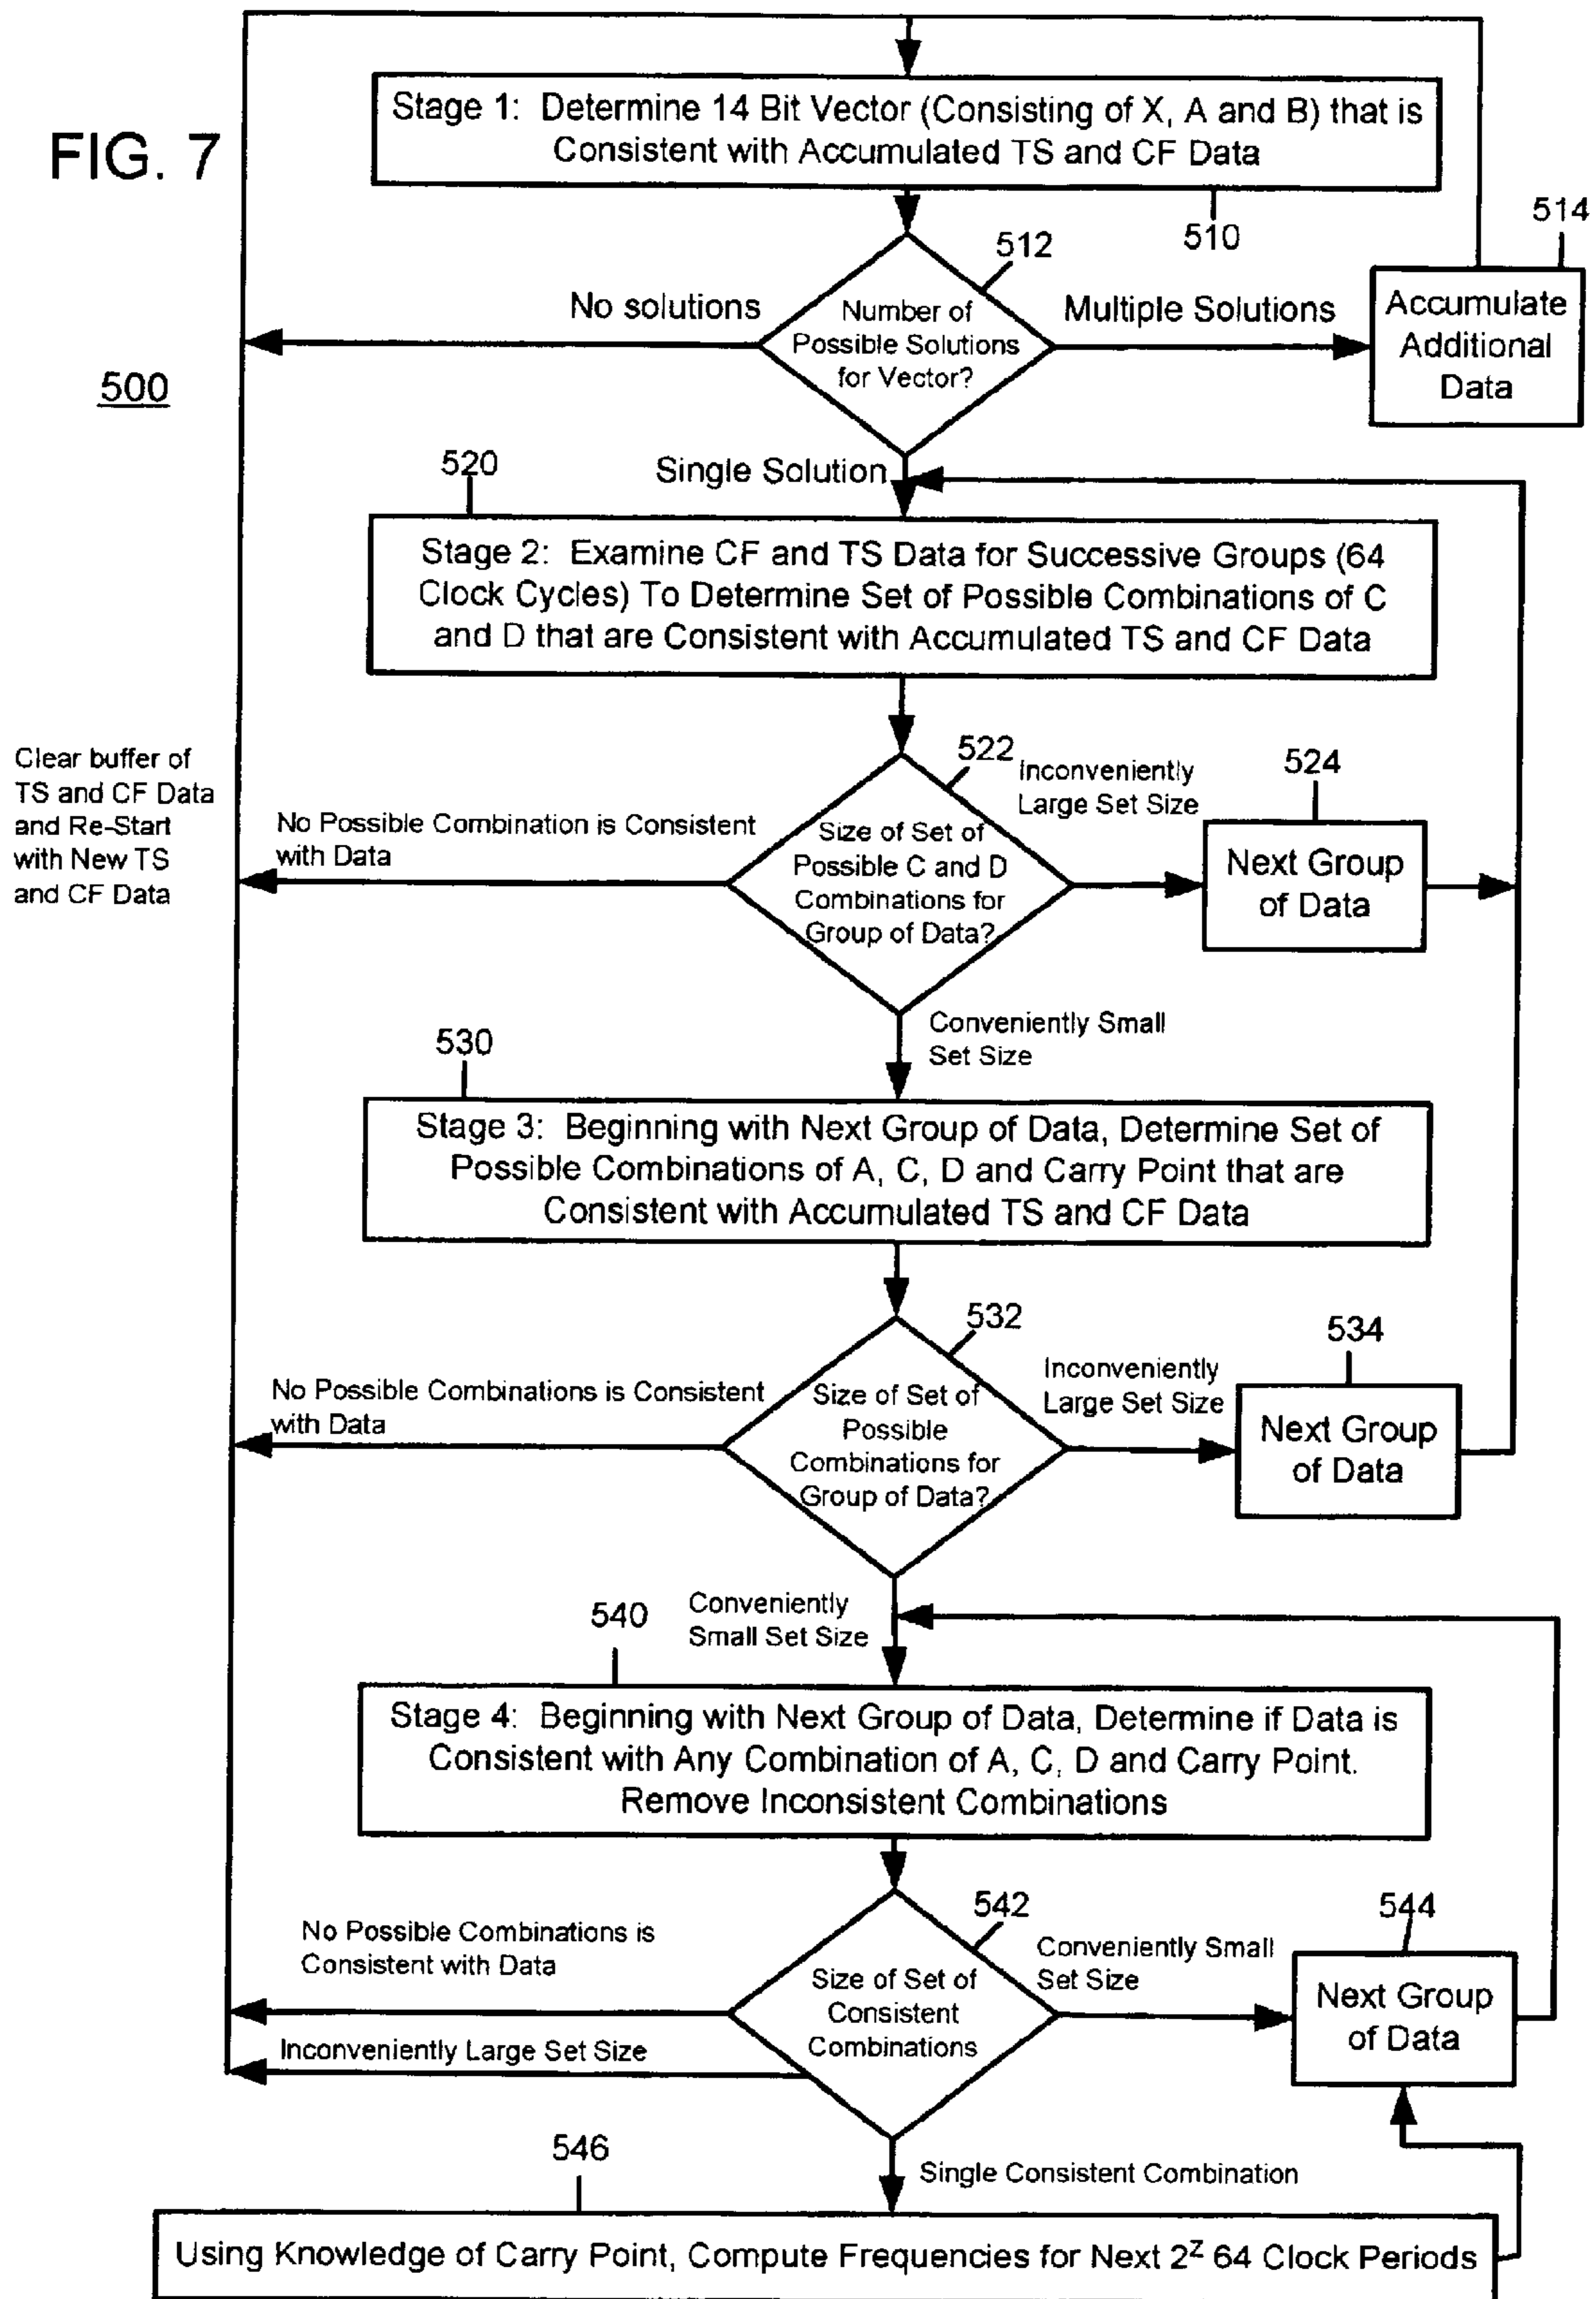 FIG. 7
500
Stage 1: Determine 14 Bit Vector (Consisting of X, A and B) that is
Consistent with Accumulated TS and CF Data
510
512
514
No solutions
Number of
Possible Solutions
for Vector?
Multiple Solutions
Accumulate
Additional
Data
Single Solution
520
Stage 2: Examine CF and TS Data for Successive Groups (64
Clock Cycles) To Determine Set of Possible Combinations of C
and D that are Consistent with Accumulated TS and CF Data
Clear buffer of
TS and CF Data
and Re-Start
with New TS
and CF Data
522
524
No Possible Combination is Consistent
with Data
Size of Set of
Possible C and D
Combinations for
Group of Data?
Inconveniently
Large Set Size
Next Group
of Data
Conveniently Small
Set Size
530
Stage 3: Beginning with Next Group of Data, Determine Set of
Possible Combinations of A, C, D and Carry Point that are
Consistent with Accumulated TS and CF Data
532
534
No Possible Combinations is Consistent
with Data
Size of Set of
Possible
Combinations for
Group of Data?
Inconveniently
Large Set Size
Next Group
of Data
Conveniently
Small Set Size
540
Stage 4: Beginning with Next Group of Data, Determine if Data is
Consistent with Any Combination of A, C, D and Carry Point.
Remove Inconsistent Combinations
542
544
No Possible Combinations is
Consistent with Data
Inconveniently Large Set Size
Size of Set of
Consistent
Combinations
Conveniently Small
Set Size
Next Group
of Data
Single Consistent Combination
546
Using Knowledge of Carry Point, Compute Frequencies for Next 2^Z 64 Clock Periods